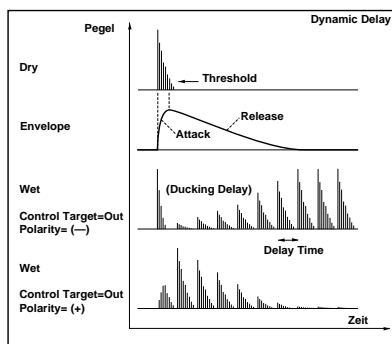 Dynamic Delay
Pegel
Dry
Threshold
Envelope
Release
Attack
Wet
(Ducking Delay)
Control Target=Out
Polarity= (—)
Delay Time
Wet
Control Target=Out
Polarity= (+)
Zeit